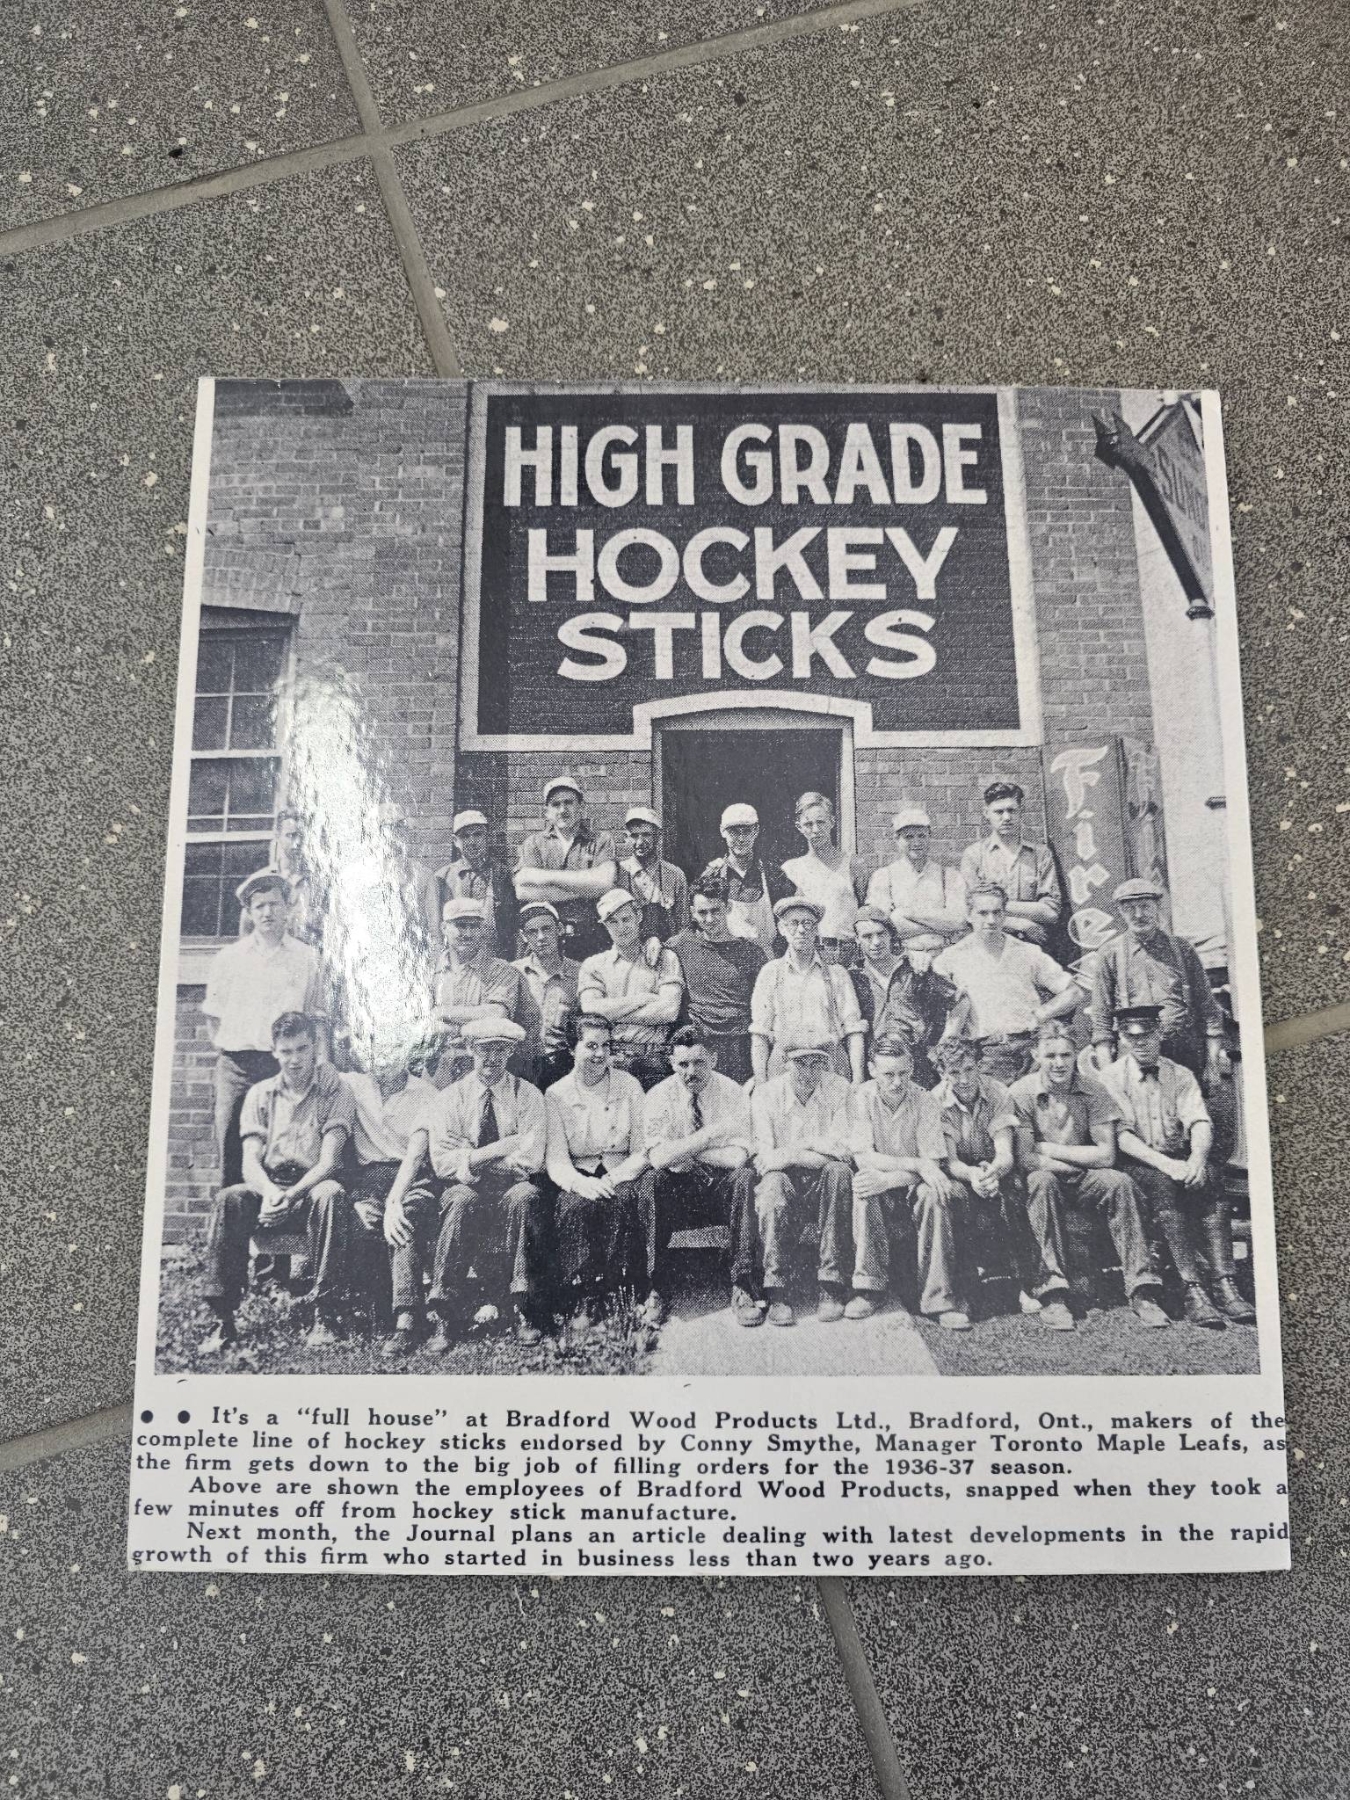 HIGH GRADE
HOCKEY
STICKS
● ● It's a "full house" at Bradford Wood Products Ltd., Bradford, Ont., makers of the
complete line of hockey sticks endorsed by Conny Smythe, Manager Toronto Maple Leafs, as
the firm gets down to the big job of filling orders for the 1936-37 season.
Above are shown the employees of Bradford Wood Products, snapped when they took a
few minutes off from hockey stick manufacture.
Next month, the Journal plans an article dealing with latest developments in the rapid
growth of this firm who started in business less than two years ago.